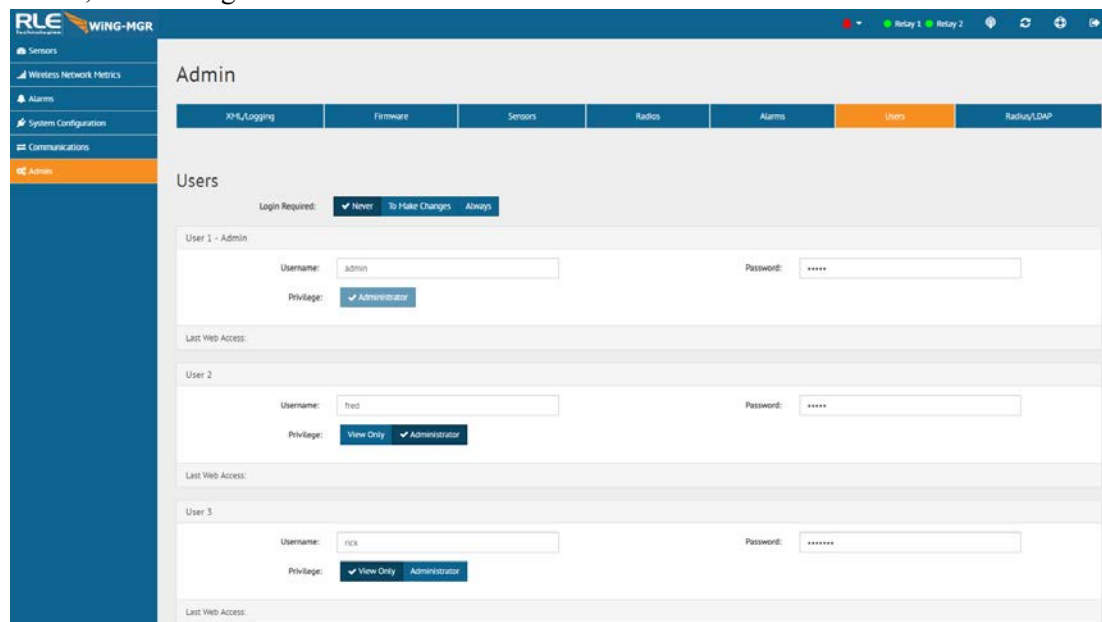 RLE WiNG-MGR
Technologies
Relay 1 Relay 2
Sensors
Wireless Network Metrics
Alarms
System Configuration
Communications
Admin
Admin
XML/Logging Firmware Sensors Radios Alarms Users Radius/LDAP
Users
Login Required: Never To Make Changes Always
User 1 - Admin
Username: admin Password: •••••
Privilege: Administrator
Last Web Access:
User 2
Username: fred Password: •••••
Privilege: View Only Administrator
Last Web Access:
User 3
Username: rick Password: •••••••
Privilege: View Only Administrator
Last Web Access: